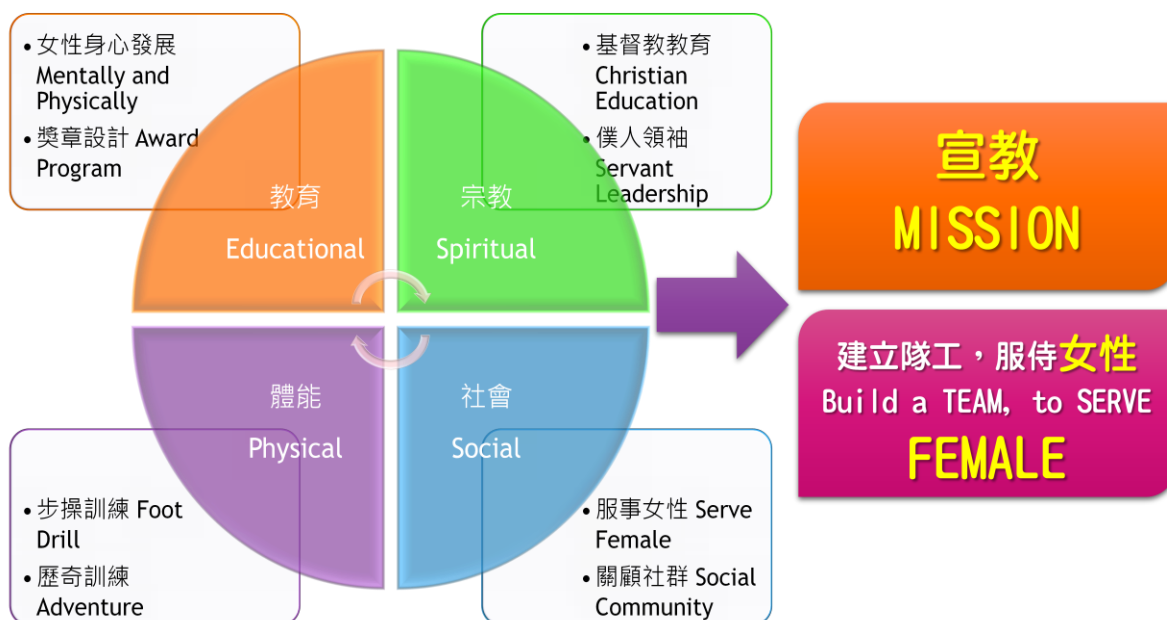 • 女性身心發展
Mentally and
Physically
• 獎章設計 Award
Program
教育
Educational
• 基督教教育
Christian
Education
• 僕人領袖
Servant
Leadership
宗教
Spiritual
體能
Physical
• 步操訓練 Foot
Drill
• 歷奇訓練
Adventure
社會
Social
• 服事女性 Serve
Female
• 關顧社群 Social
Community
宣教
MISSION
建立隊工，服侍女性
Build a TEAM, to SERVE
FEMALE